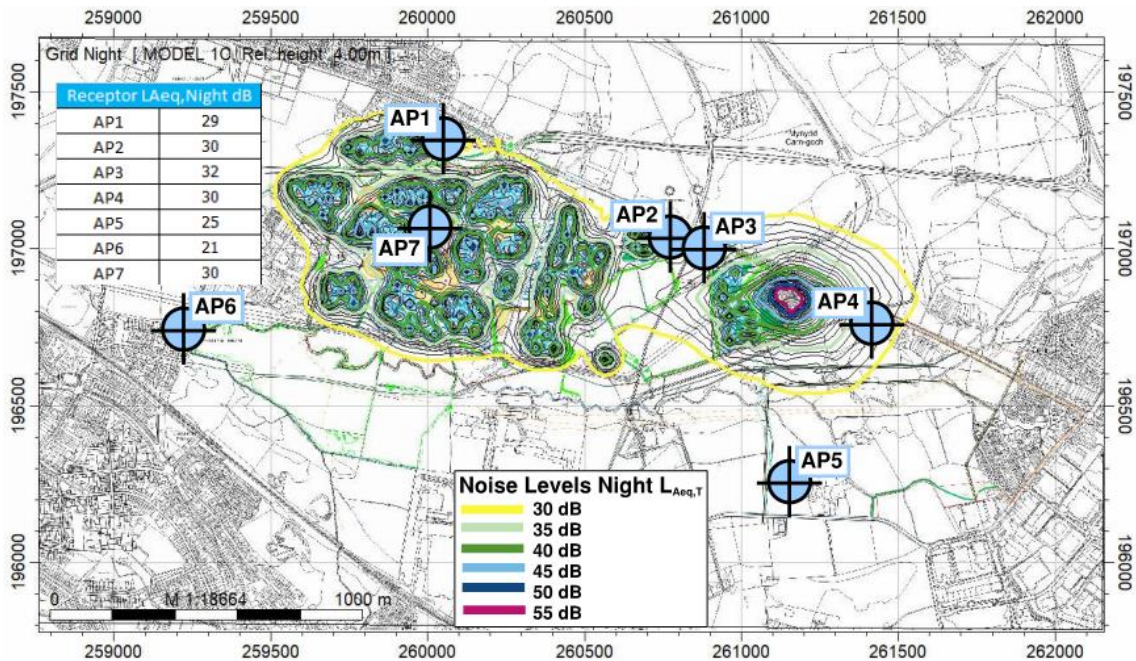 259000 259500 260000 260500 261000 261500 262000
Grid Night [ MODEL 1O. Rel. height 4.00m ]
197500 197500
Receptor LAeq,Night dB
AP1 29
AP2 30
AP3 32
AP4 30
AP5 25
AP6 21
AP7 30
AP1
Mynydd
Carn-goch
AP2
AP3
AP7
197000 197000
AP4
AP6
196500 196500
AP5
Noise Levels Night LAeq,T
30 dB
35 dB
40 dB
45 dB
50 dB
55 dB
196000 196000
0 M 1:18664 1000 m
259000 259500 260000 260500 261000 261500 262000